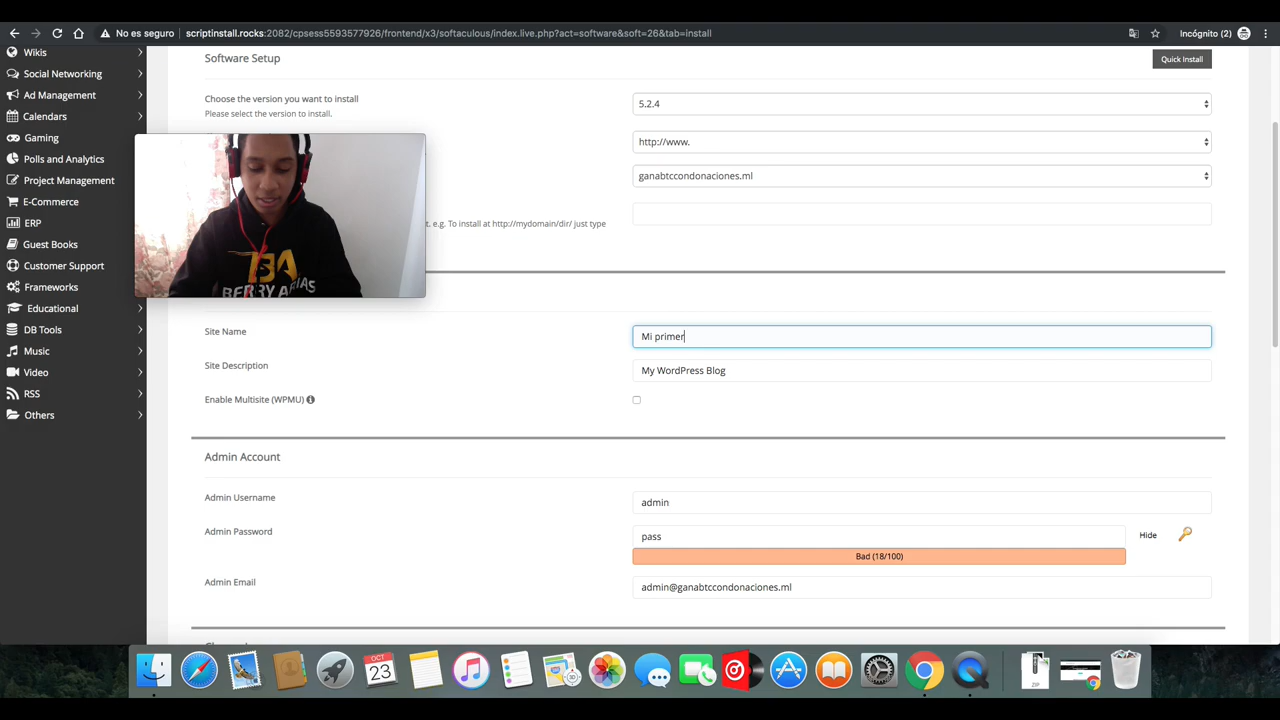 No es seguro
scriptinstall.rocks:2082/cpsess5593577926/frontend/x3/softaculous/index.live.php?act=software&soft=26&tab=install
Incógnito (2)
Wikis
Social Networking
Ad Management
Calendars
Gaming
Polls and Analytics
Project Management
E-Commerce
ERP
Guest Books
Customer Support
Frameworks
Educational
DB Tools
Music
Video
RSS
Others
Software Setup
Quick Install
Choose the version you want to install
Please select the version to install.
5.2.4
http://www.
ganabtccondonaciones.ml
t. e.g. To install at http://mydomain/dir/ just type
BERRY ARIAS
Site Name
Mi primer
Site Description
My WordPress Blog
Enable Multisite (WPMU)
Admin Account
Admin Username
admin
Admin Password
pass
Hide
Bad (18/100)
Admin Email
admin@ganabtccondonaciones.ml
OCT
23
ZIP